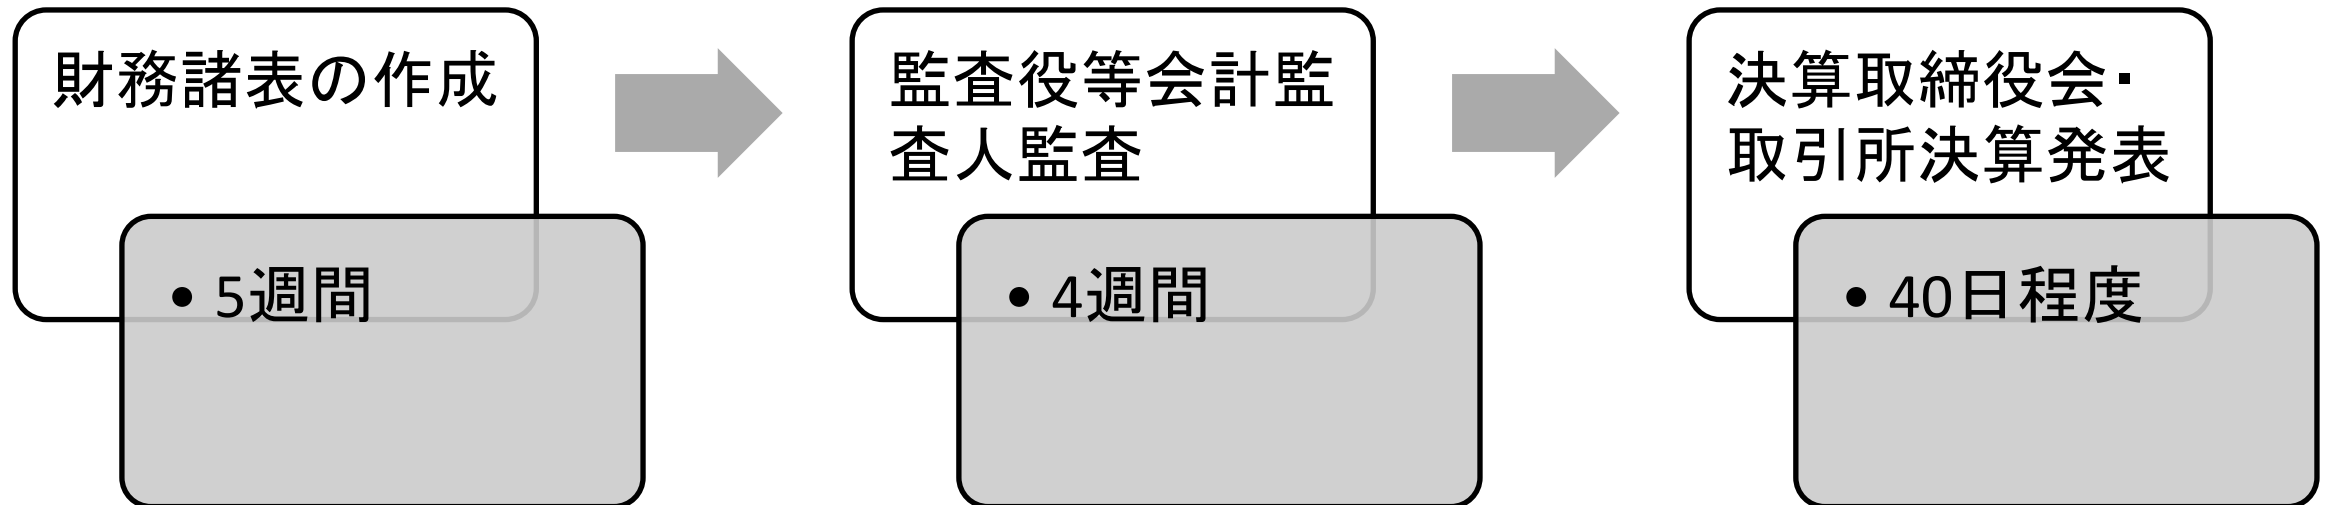 財務諸表の作成
• 5週間
監査役等会計監
査人監査
• 4週間
決算取締役会・
取引所決算発表
• 40日程度